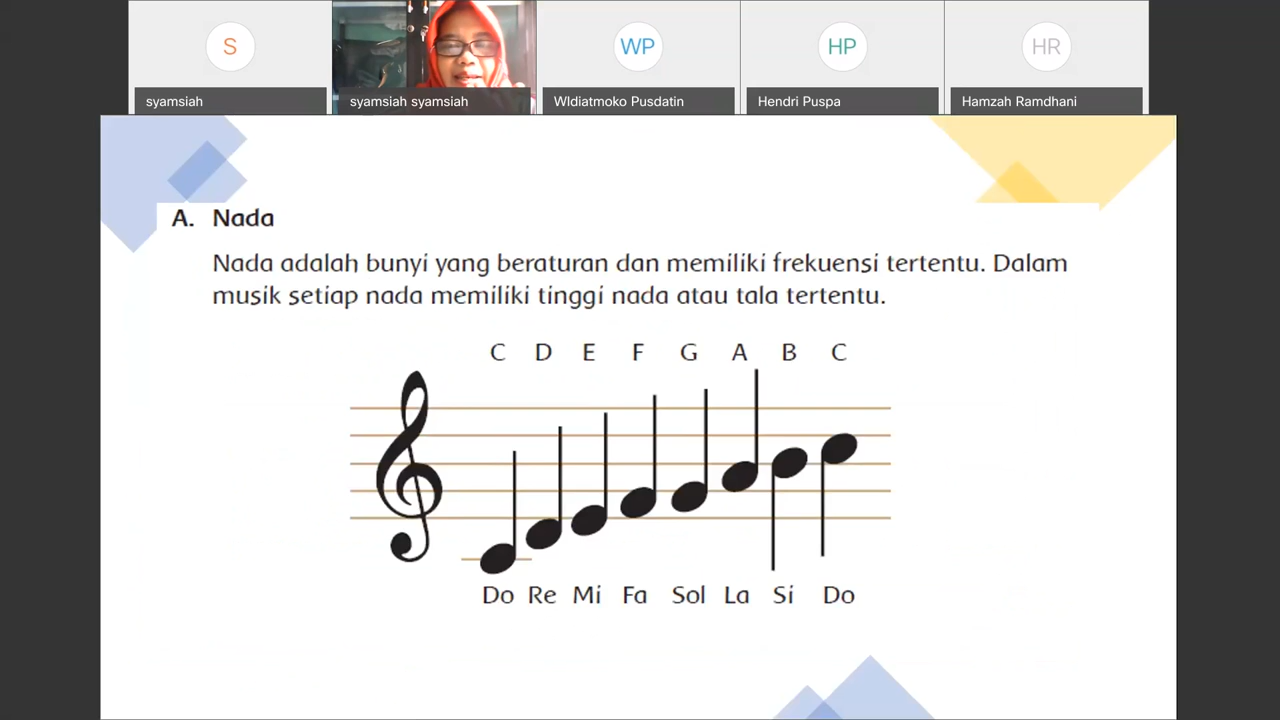 S
WP
HP
HR
syamsiah
syamsiah syamsiah
WIdiatmoko Pusdatin
Hendri Puspa
Hamzah Ramdhani
A. Nada
Nada adalah bunyi yang beraturan dan memiliki frekuensi tertentu. Dalam
musik setiap nada memiliki tinggi nada atau tala tertentu.
C D E F G A B C
Do Re Mi Fa Sol La Si Do